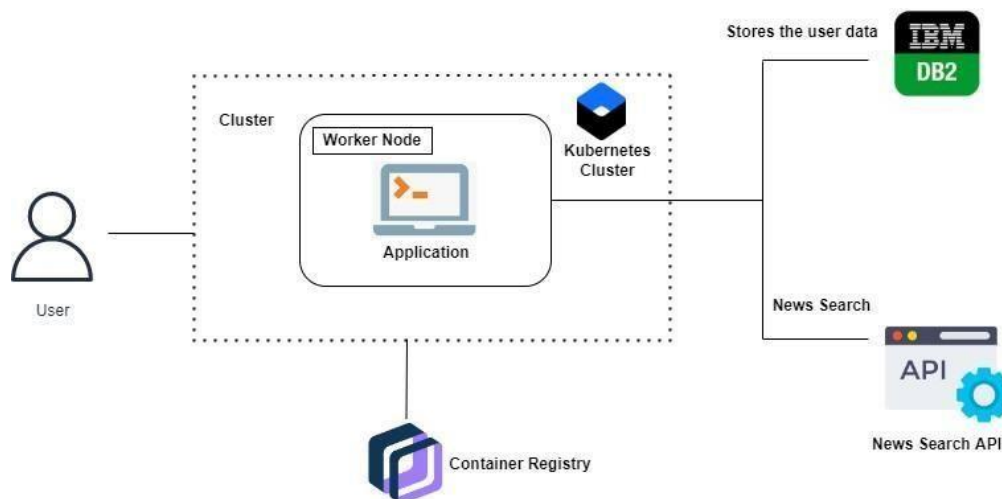 Stores the user data
IBM
DB2
Cluster
Worker Node
Kubernetes
Cluster
Application
User
News Search
API
News Search API
Container Registry